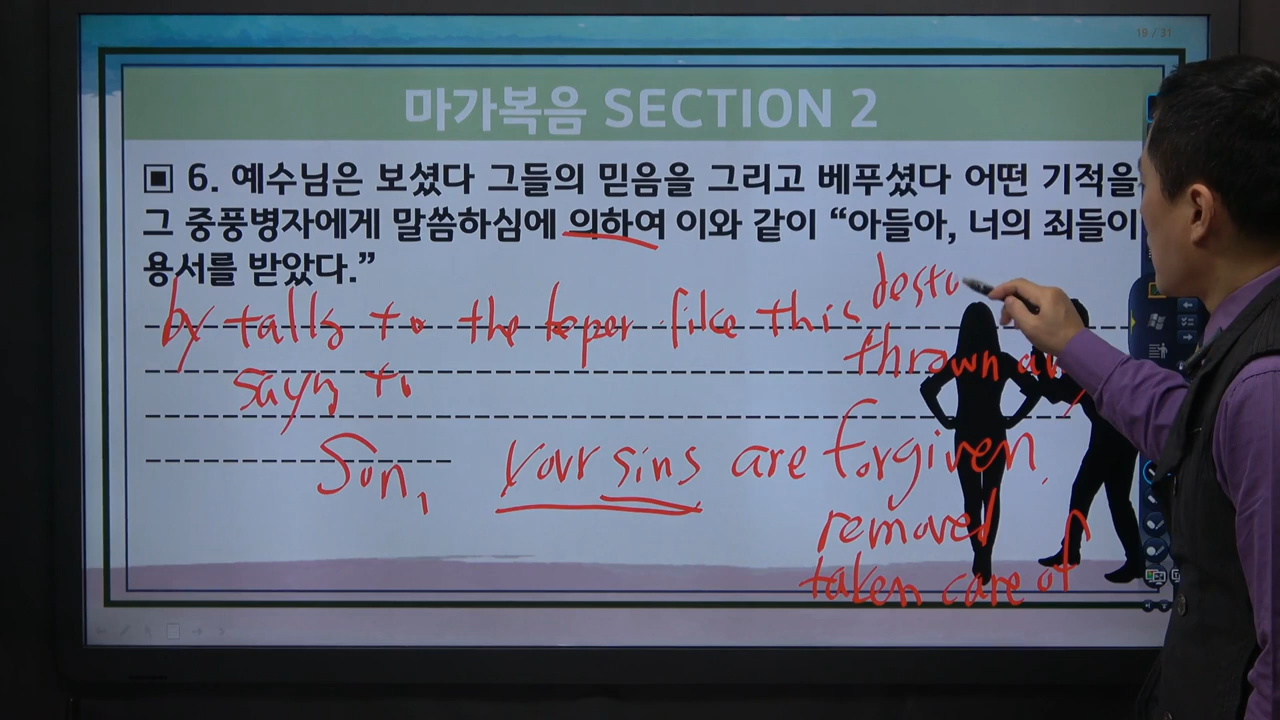 19 / 31
마가복음 SECTION 2
▣ 6. 예수님은 보셨다 그들의 믿음을 그리고 베푸셨다 어떤 기적을
그 중풍병자에게 말씀하심에 의하여 이와 같이 “아들아, 너의 죄들이
용서를 받았다.”
desto
by talks to the leper like this
thrown aw
says to
Son, your sins are forgiven.
removed
taken care of